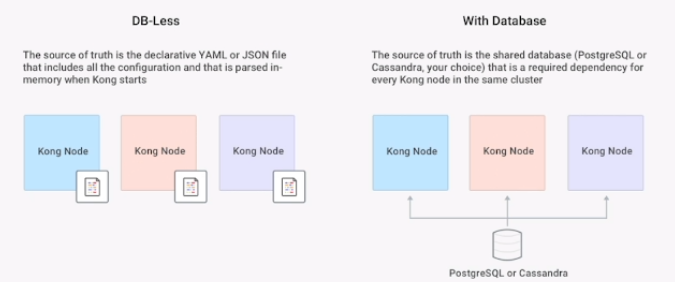 DB-Less
The source of truth is the declarative YAML or JSON file
that includes all the configuration and that is parsed in-
memory when Kong starts
Kong Node
Kong Node
Kong Node
With Database
The source of truth is the shared database (PostgreSQL or
Cassandra, your choice) that is a required dependency for
every Kong node in the same cluster
Kong Node
Kong Node
Kong Node
PostgreSQL or Cassandra